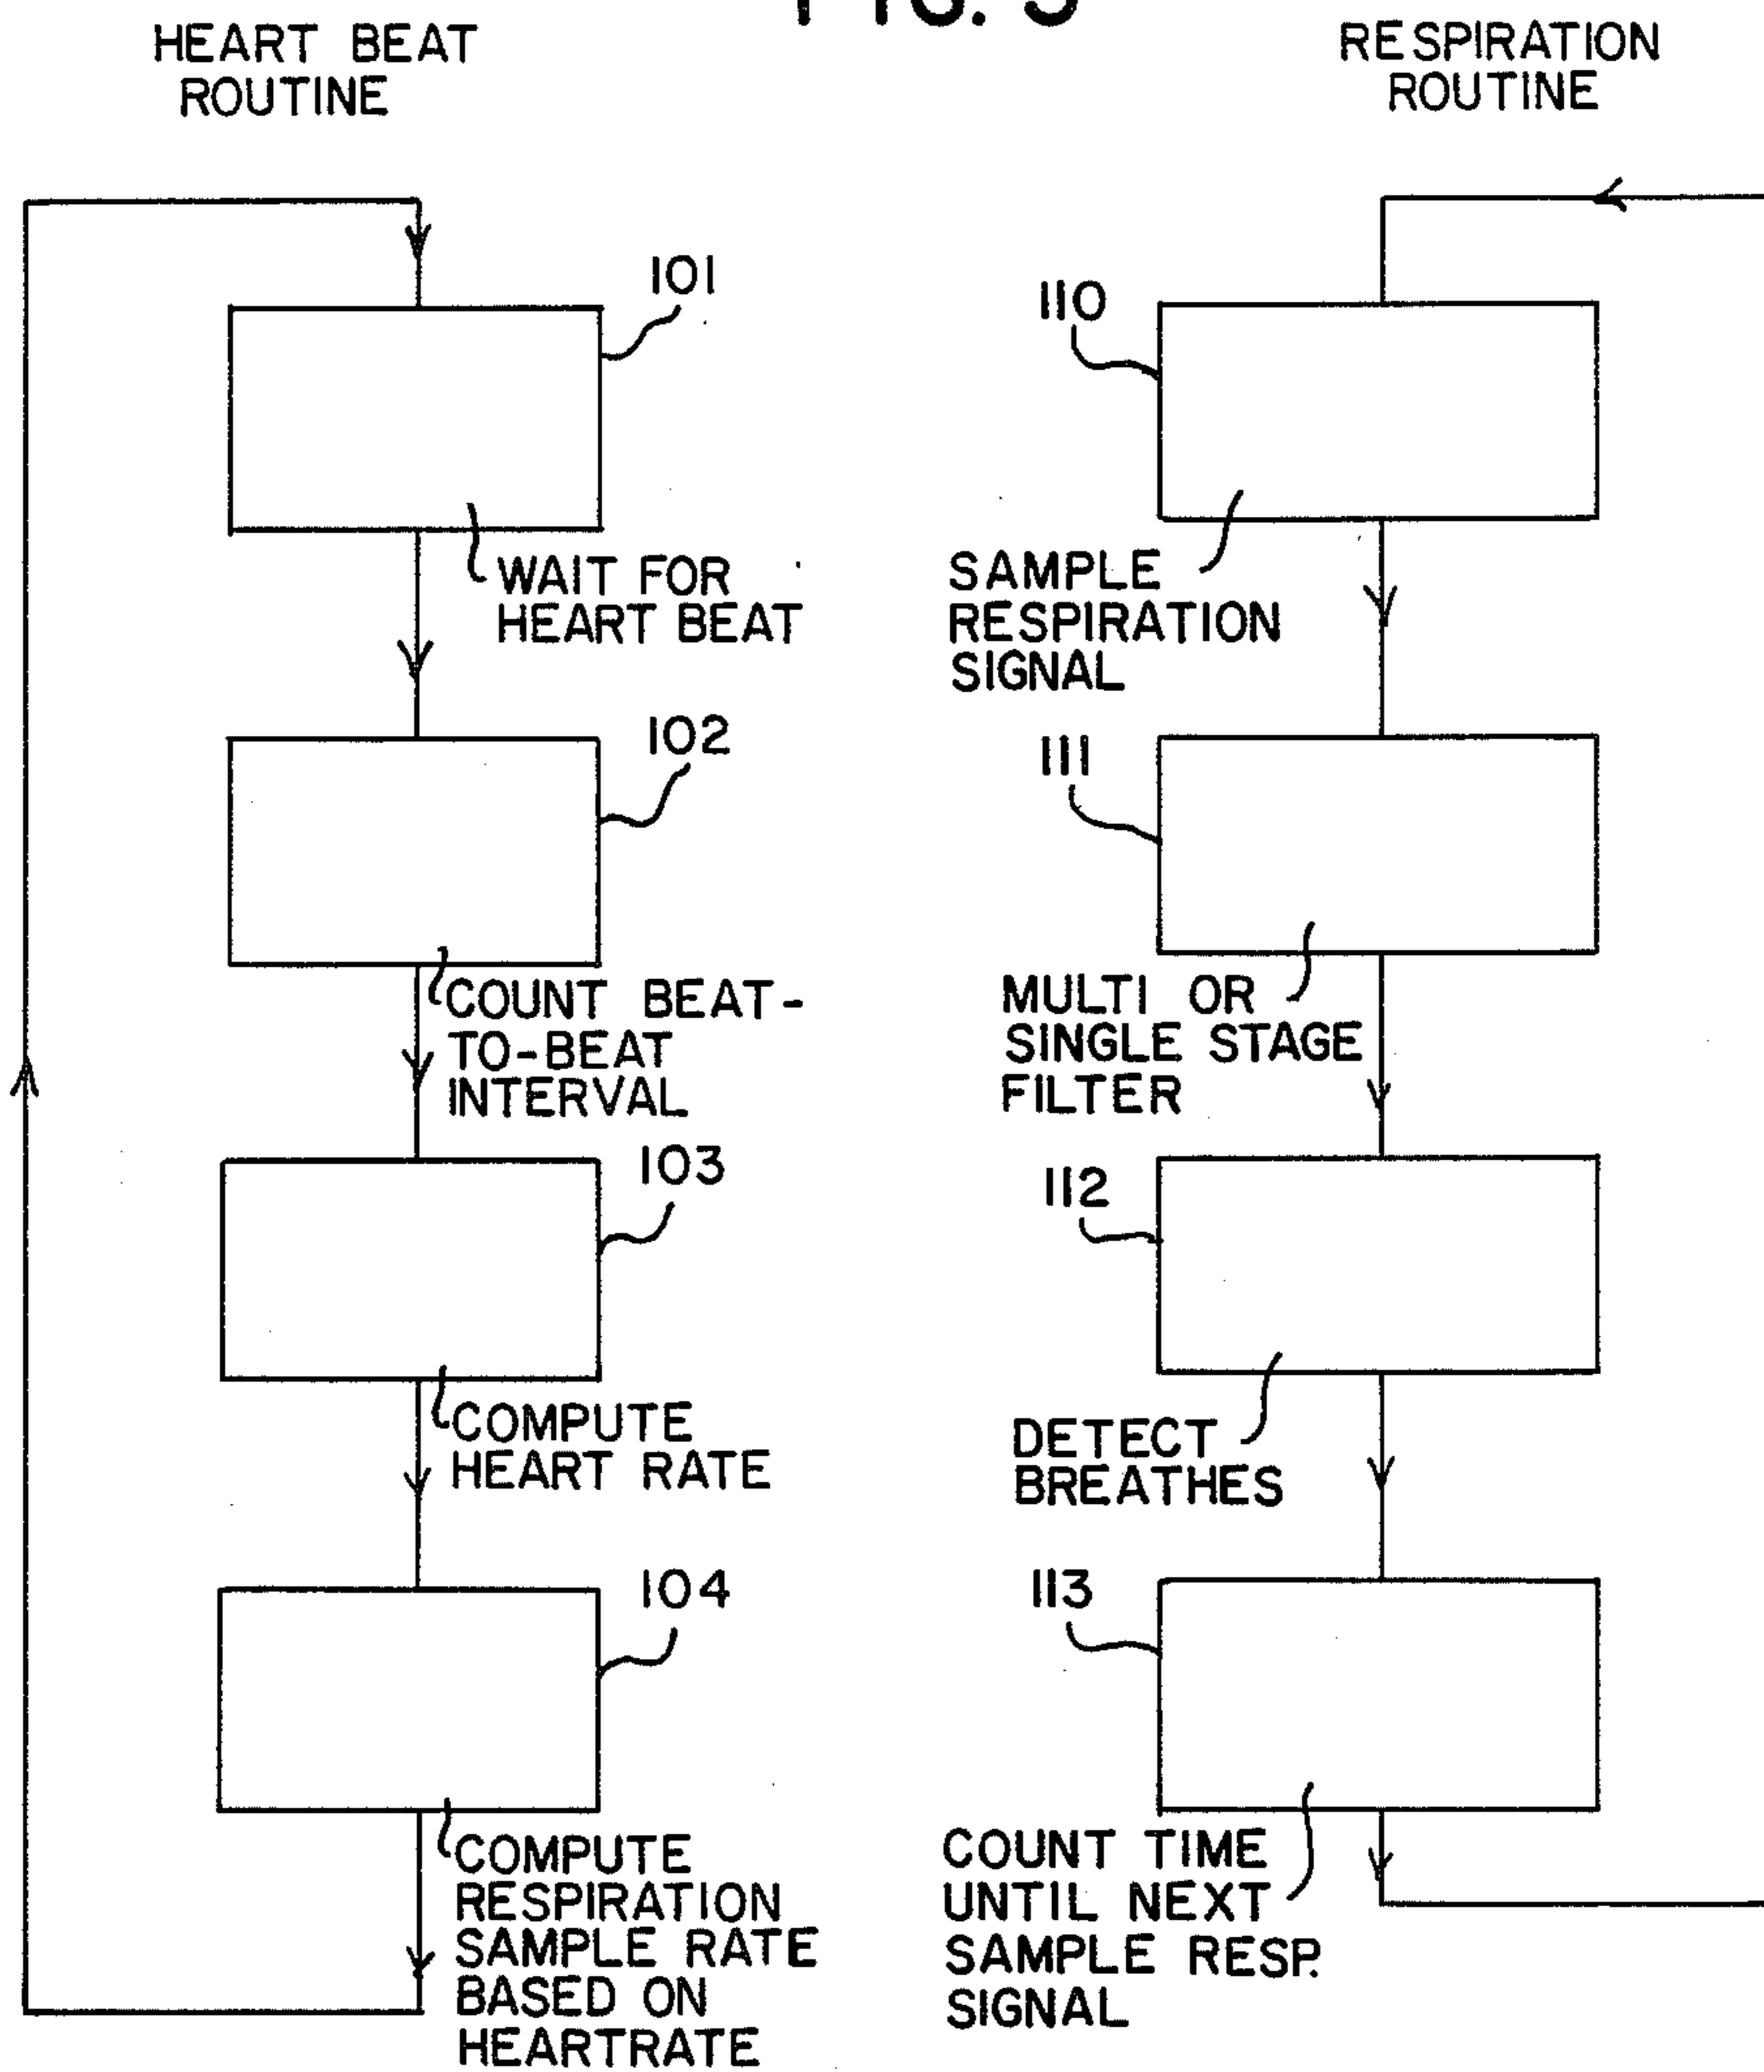 HEART BEAT
ROUTINE
101
WAIT FOR
HEART BEAT
102
COUNT BEAT-
TO-BEAT
INTERVAL
103
COMPUTE
HEART RATE
104
COMPUTE
RESPIRATION
SAMPLE RATE
BASED ON
HEARTRATE
RESPIRATION
ROUTINE
110
SAMPLE
RESPIRATION
SIGNAL
111
MULTI OR
SINGLE STAGE
FILTER
112
DETECT
BREATHES
113
COUNT TIME
UNTIL NEXT
SAMPLE RESP.
SIGNAL